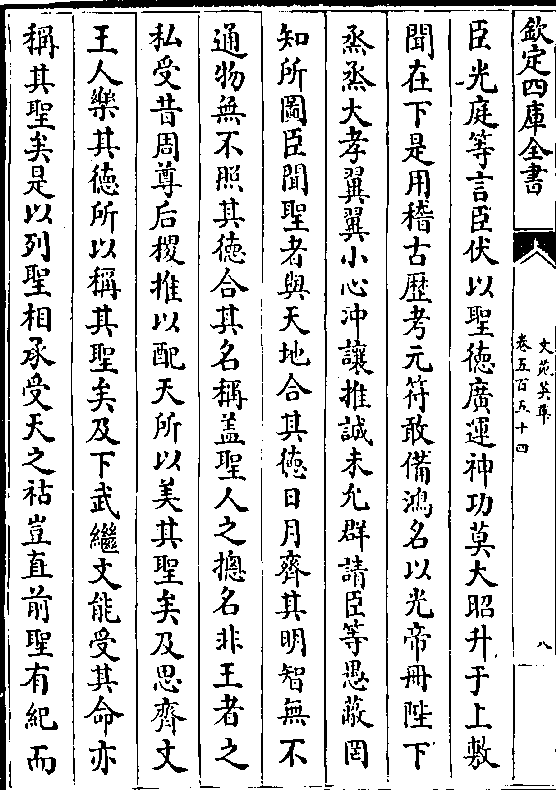 欽定四庫全書
文苑英華
卷五百五十四
八
臣光庭等言臣伏以聖徳廣運神功莫大昭升于上敷
聞在下是用稽古歴考元符敢備鴻名以光帝冊陛下
烝烝大孝翼翼小心沖讓推誠未允群請臣等愚蔽罔
知所圖臣聞聖者與天地合其徳日月齊其明智無不
通物無不照其徳合其名稱盖聖人之摠名非王者之
私受昔周尊后稷推以配天所以美其聖矣及思齊文
王人樂其徳所以稱其聖矣及下武繼文能受其命亦
稱其聖矣是以列聖相承受天之祜豈直前聖有紀而